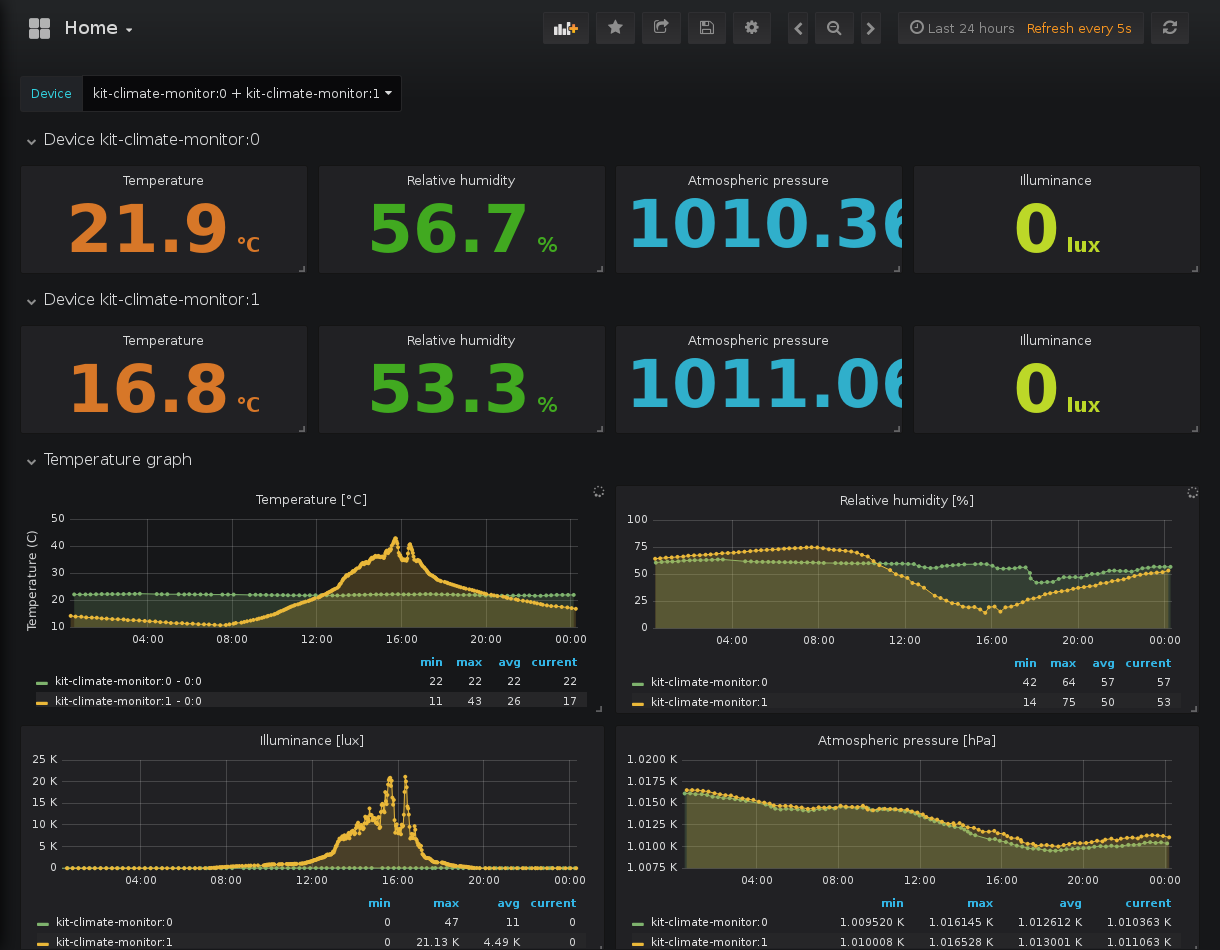 Home
Last 24 hours Refresh every 5s
Device kit-climate-monitor:0 + kit-climate-monitor:1
Device kit-climate-monitor:0
Temperature Relative humidity Atmospheric pressure Illuminance
21.9 °C 56.7 % 1010.36 0 lux
Device kit-climate-monitor:1
Temperature Relative humidity Atmospheric pressure Illuminance
16.8 °C 53.3 % 1011.06 0 lux
Temperature graph
Temperature [°C]
Temperature (C)
50
40
30
20
10
04:00 08:00 12:00 16:00 20:00 00:00
min max avg current
kit-climate-monitor:0 - 0:0 22 22 22 22
kit-climate-monitor:1 - 0:0 11 43 26 17
Relative humidity [%]
100
75
50
25
0
04:00 08:00 12:00 16:00 20:00 00:00
min max avg current
kit-climate-monitor:0 42 64 57 57
kit-climate-monitor:1 14 75 50 53
Illuminance [lux]
25 K
20 K
15 K
10 K
5 K
0
04:00 08:00 12:00 16:00 20:00 00:00
min max avg current
kit-climate-monitor:0 0 47 11 0
kit-climate-monitor:1 0 21.13 K 4.49 K 0
Atmospheric pressure [hPa]
1.0200 K
1.0175 K
1.0150 K
1.0125 K
1.0100 K
1.0075 K
04:00 08:00 12:00 16:00 20:00 00:00
min max avg current
kit-climate-monitor:0 1.009520 K 1.016145 K 1.012612 K 1.010363 K
kit-climate-monitor:1 1.010008 K 1.016528 K 1.013001 K 1.011063 K